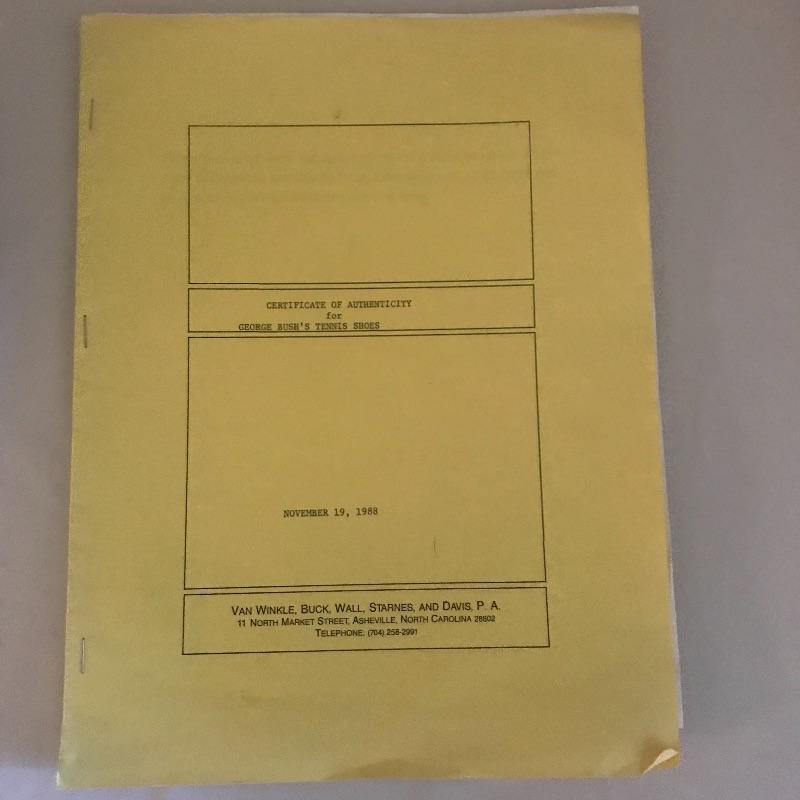 CERTIFICATE OF AUTHENTICITY
for
GEORGE BUSH'S TENNIS SHOES
NOVEMBER 19, 1988
VAN WINKLE, BUCK, WALL, STARNES, AND DAVIS, P. A.
11 NORTH MARKET STREET, ASHEVILLE, NORTH CAROLINA 28802
TELEPHONE: (704) 258-2991